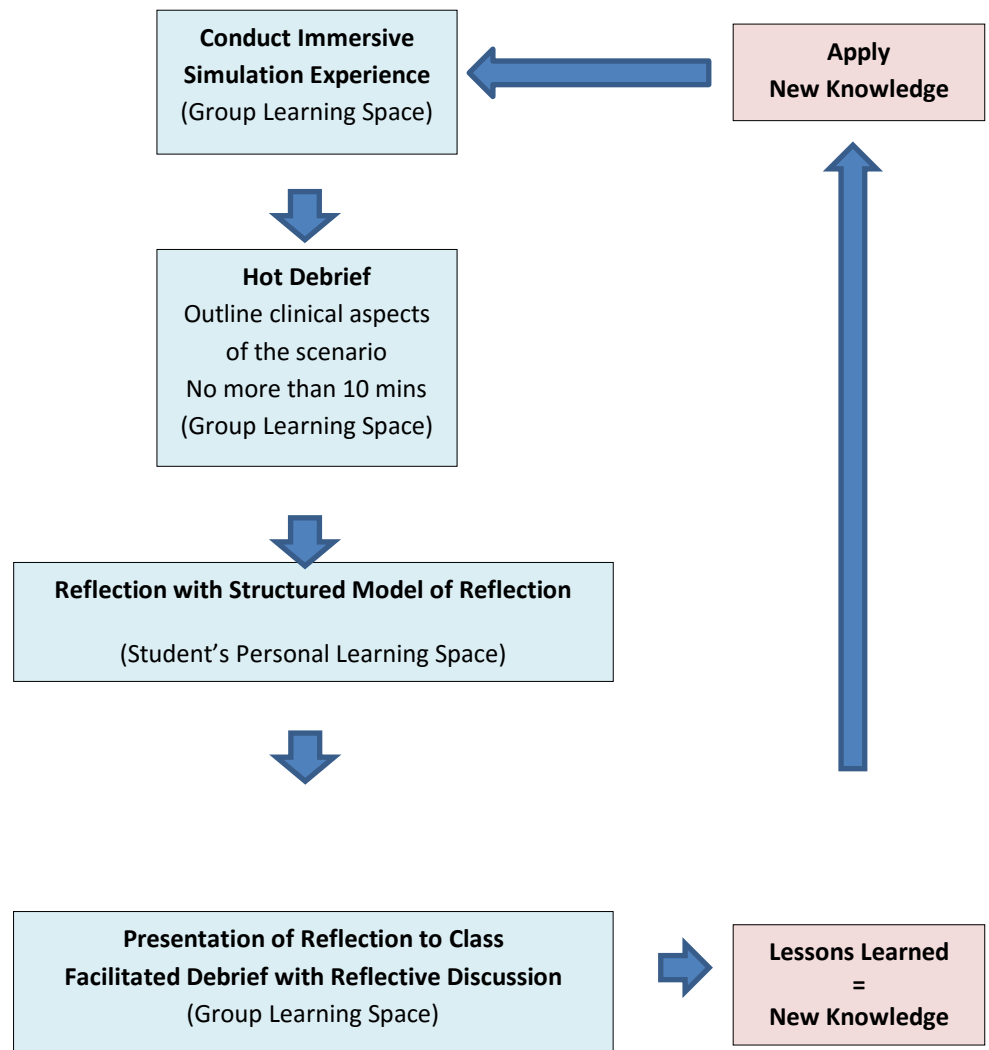 Conduct Immersive
Simulation Experience
(Group Learning Space)
Apply
New Knowledge
Hot Debrief
Outline clinical aspects
of the scenario
No more than 10 mins
(Group Learning Space)
Reflection with Structured Model of Reflection
(Student’s Personal Learning Space)
Presentation of Reflection to Class
Facilitated Debrief with Reflective Discussion
(Group Learning Space)
Lessons Learned
=
New Knowledge